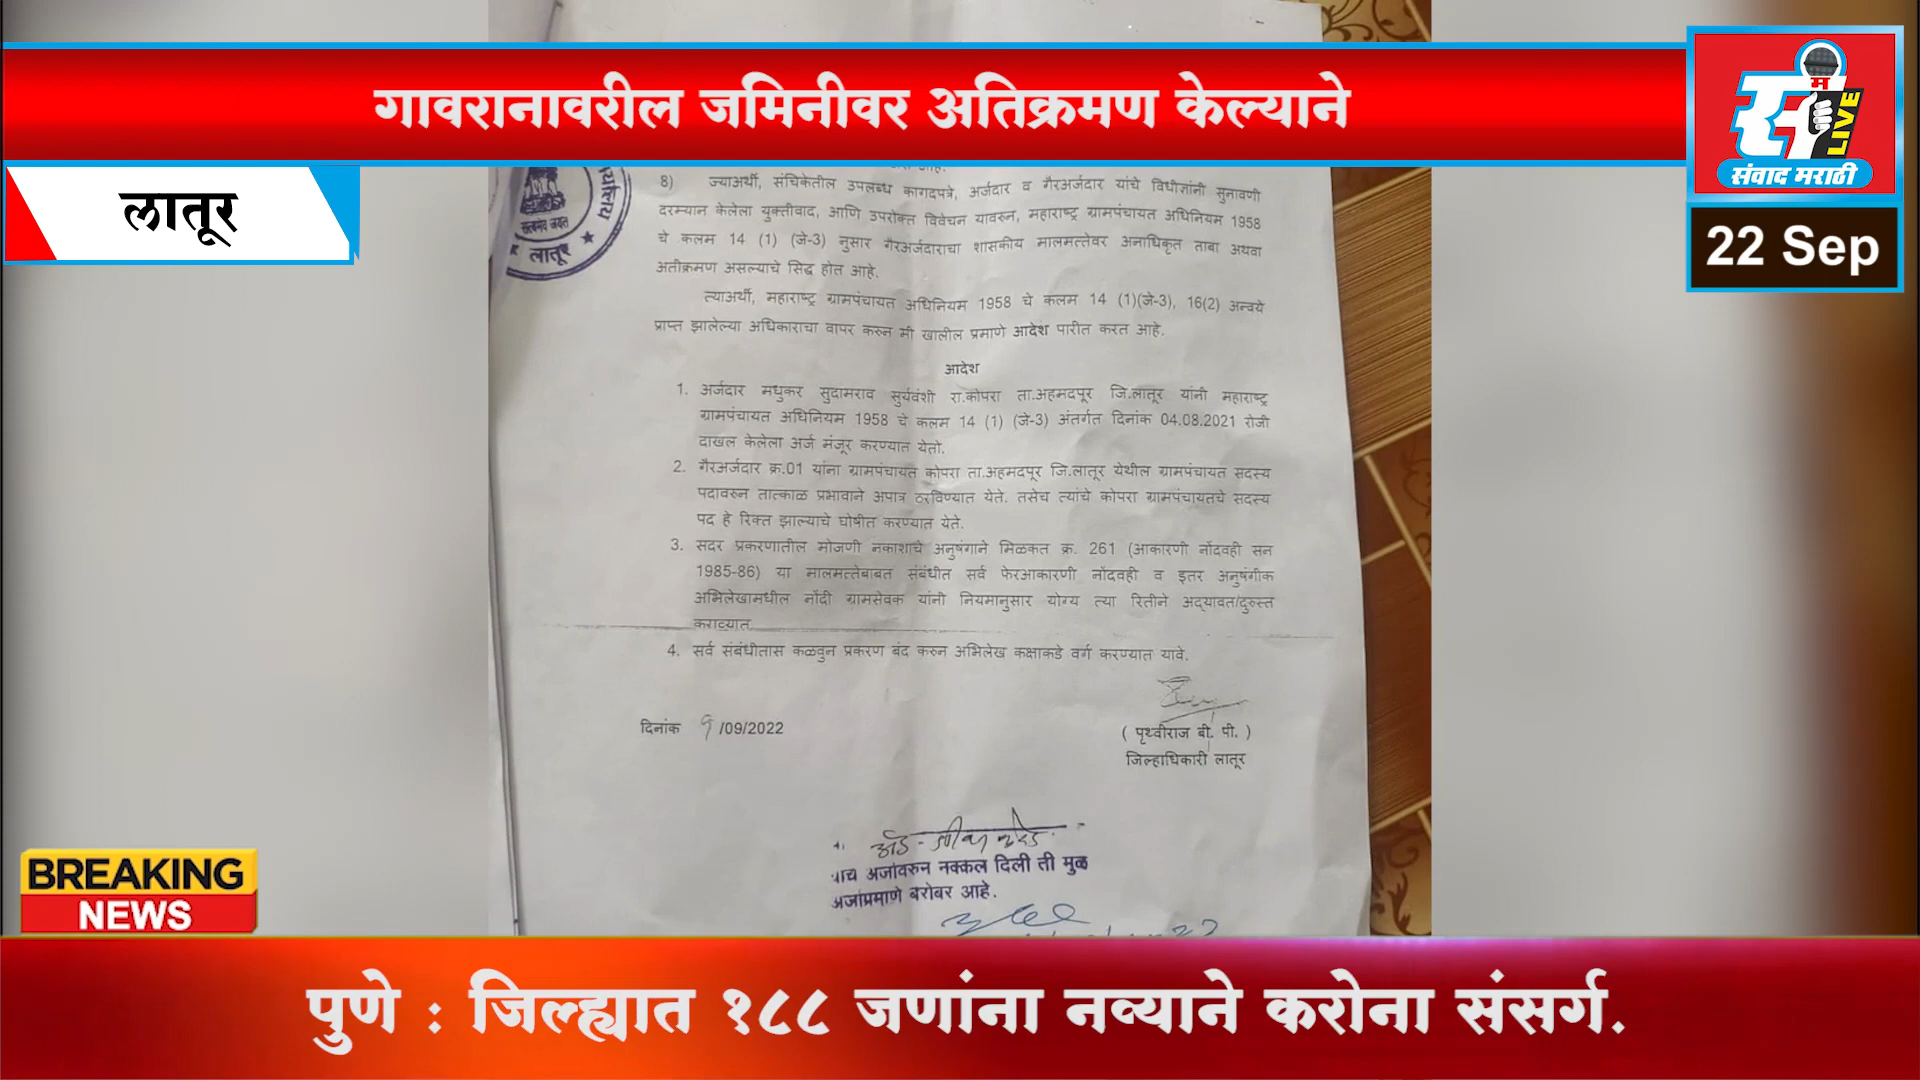 गावरानावरील जमिनीवर अतिक्रमण केल्याने
स
म
LIVE
संवाद मराठी
लातूर
22 Sep
सत्यमेव जयते
★ लातूर ★
8) ज्याअर्थी, संचिकेतील उपलब्ध कागदपत्रे, अर्जदार व गैरअर्जदार यांचे विधीज्ञांनी सुनावणी
दरम्यान केलेला युक्तीवाद, आणि उपरोक्त विवेचन यावरुन, महाराष्ट्र ग्रामपंचायत अधिनियम 1958
चे कलम 14 (1) (जे-3) नुसार गैरअर्जदाराचा शासकीय मालमत्तेवर अनाधिकृत ताबा अथवा
अतीक्रमण असल्याचे सिद्ध होत आहे.
त्याअर्थी, महाराष्ट्र ग्रामपंचायत अधिनियम 1958 चे कलम 14 (1)(जे-3), 16(2) अन्वये
प्राप्त झालेल्या अधिकाराचा वापर करुन मी खालील प्रमाणे आदेश पारीत करत आहे.
आदेश
1. अर्जदार मधुकर सुदामराव सुर्यवंशी रा.कोपरा ता.अहमदपूर जि.लातूर यांनी महाराष्ट्र
ग्रामपंचायत अधिनियम 1958 चे कलम 14 (1) (जे-3) अंतर्गत दिनांक 04.08.2021 रोजी
दाखल केलेला अर्ज मंजूर करण्यात येतो.
2. गैरअर्जदार क्र.01 यांना ग्रामपंचायत कोपरा ता.अहमदपूर जि.लातूर येथील ग्रामपंचायत सदस्य
पदावरुन तात्काळ प्रभावाने अपात्र ठरविण्यात येते. तसेच त्यांचे कोपरा ग्रामपंचायतचे सदस्य
पद हे रिक्त झाल्याचे घोषीत करण्यात येते.
3. सदर प्रकरणातील मोजणी नकाशाचे अनुषंगाने मिळकत क्र. 261 (आकारणी नोंदवही सन
1985-86) या मालमत्तेबाबत संबंधीत सर्व फेरआकारणी नोंदवही व इतर अनुषंगीक
अभिलेखामधील नोंदी ग्रामसेवक यांनी नियमानुसार योग्य त्या रितीने अद्यावत/दुरुस्त
कराव्यात.
4. सर्व संबंधीतास कळवुन प्रकरण बंद करुन अभिलेख कक्षाकडे वर्ग करण्यात यावे.
दिनांक 9/09/2022
( पृथ्वीराज बी. पी. )
जिल्हाधिकारी लातूर
याच अर्जावरुन नक्कल दिली ती मुळ
अर्जाप्रमाणे बरोबर आहे.
BREAKING
NEWS
पुणे : जिल्ह्यात १८८ जणांना नव्याने करोना संसर्ग.